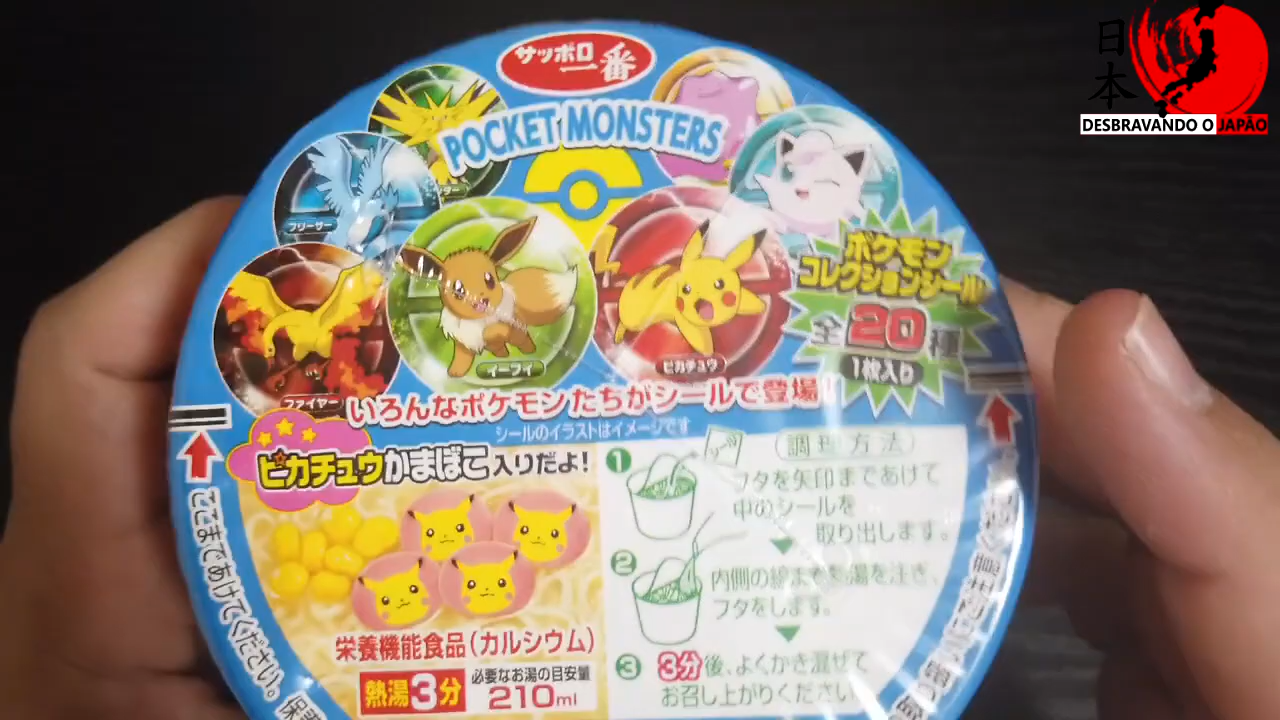 日本
DESBRAVANDO O JAPÃO
サッポロ一番
POCKET MONSTERS
フリーザー
イーブイ
ピカチュウ
ファイヤー
ポケモン
コレクションシール
全20種
1枚入り
いろんなポケモンたちがシールで登場!
シールのイラストはイメージです
ピカチュウかまぼこ入りだよ!
栄養機能食品(カルシウム)
熱湯3分
必要なお湯の目安量
210ml
調理方法
1 フタを矢印まであけて
中のシールを
取り出します。
2 内側の線まで熱湯を注ぎ、
フタをします。
3 3分後、よくかき混ぜて
お召し上がりください
ここまであけてください。